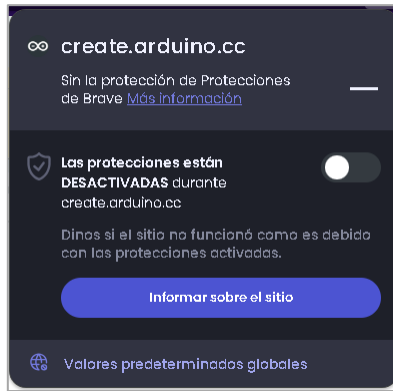 create.arduino.cc
Sin la protección de Protecciones
de Brave Más información
Las protecciones están
DESACTIVADAS durante
create.arduino.cc
Dinos si el sitio no funcionó como es debido
con las protecciones activadas.
Informar sobre el sitio
Valores predeterminados globales